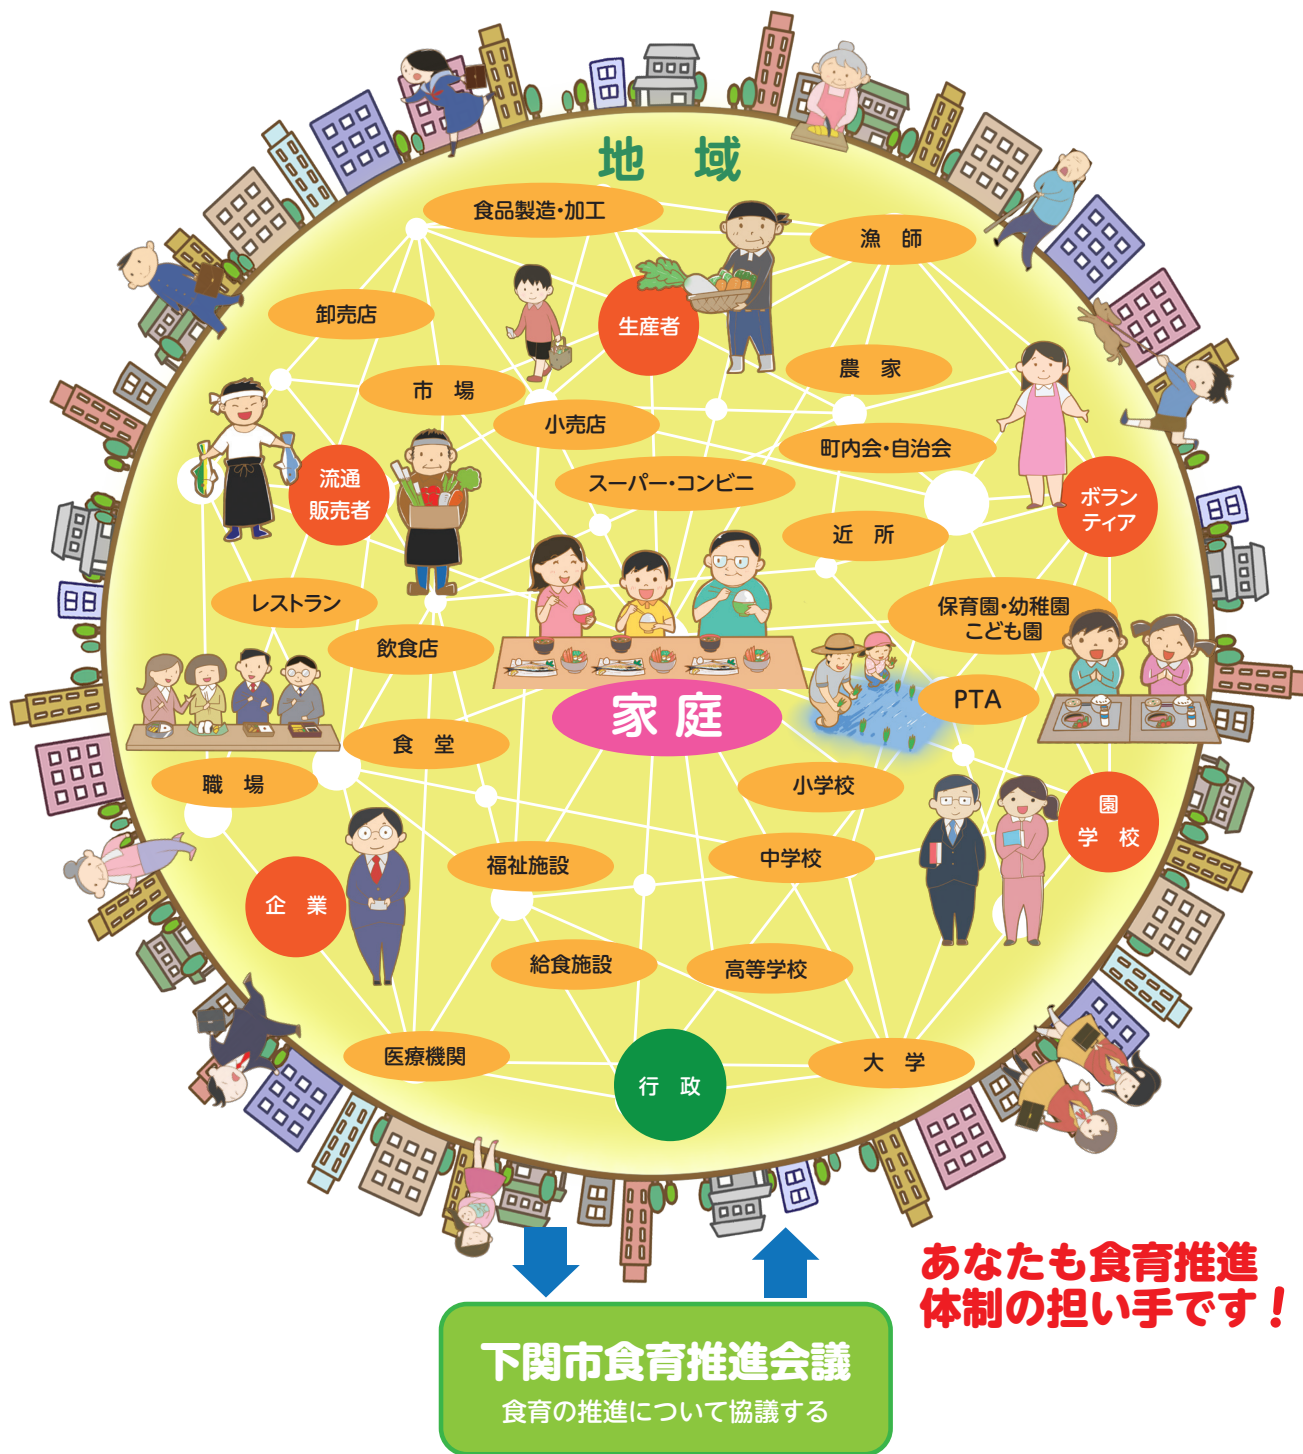 地 域
食品製造・加工
漁 師
卸売店
生産者
市 場
農 家
小売店
町内会・自治会
スーパー・コンビニ
流通
販売者
ボラン
ティア
近 所
レストラン
保育園・幼稚園
こども園
飲食店
PTA
家 庭
食 堂
職 場
小学校
園
学 校
中学校
福祉施設
企 業
給食施設
高等学校
医療機関
大 学
行 政
あなたも食育推進
体制の担い手です！
下関市食育推進会議
食育の推進について協議する